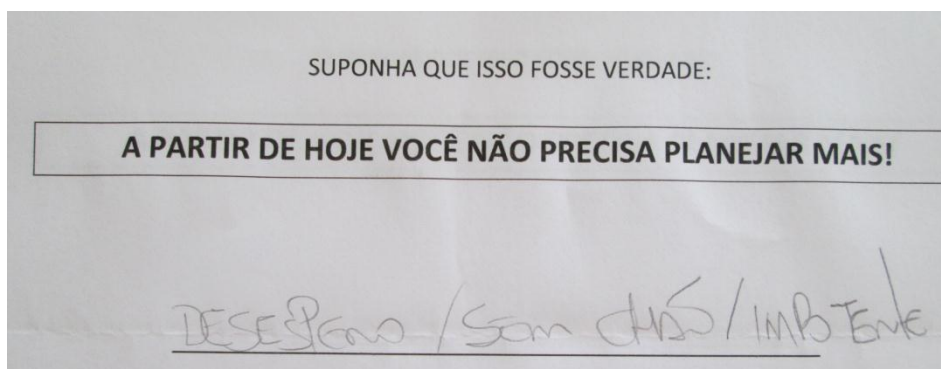 SUPONHA QUE ISSO FOSSE VERDADE:
A PARTIR DE HOJE VOCÊ NÃO PRECISA PLANEJAR MAIS!
DESESPERO / SEM CHÃO / IMPOTENTE